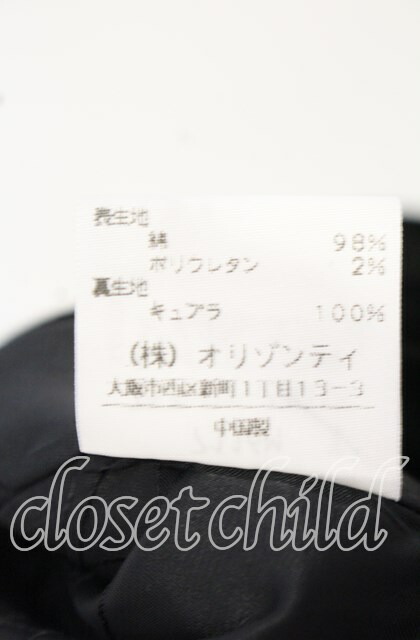 表生地
綿 98%
ポリウレタン 2%
裏生地
キュプラ 100%
(株) オリゾンティ
大阪市西区新町1丁目13-3
中国製
closet child